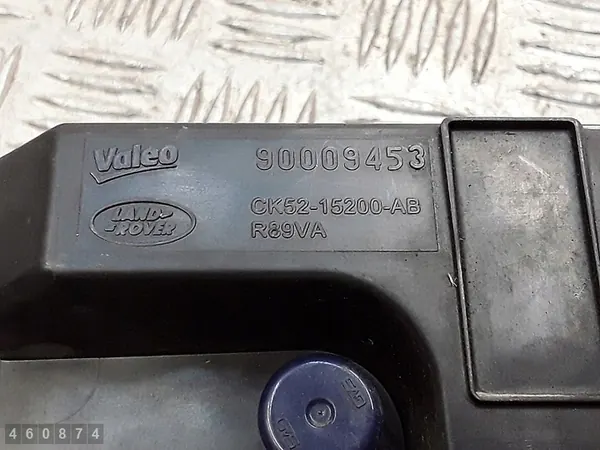 Valeo
90009453
LAND-
-ROVER
CK52-15200-AB
R89VA
460874